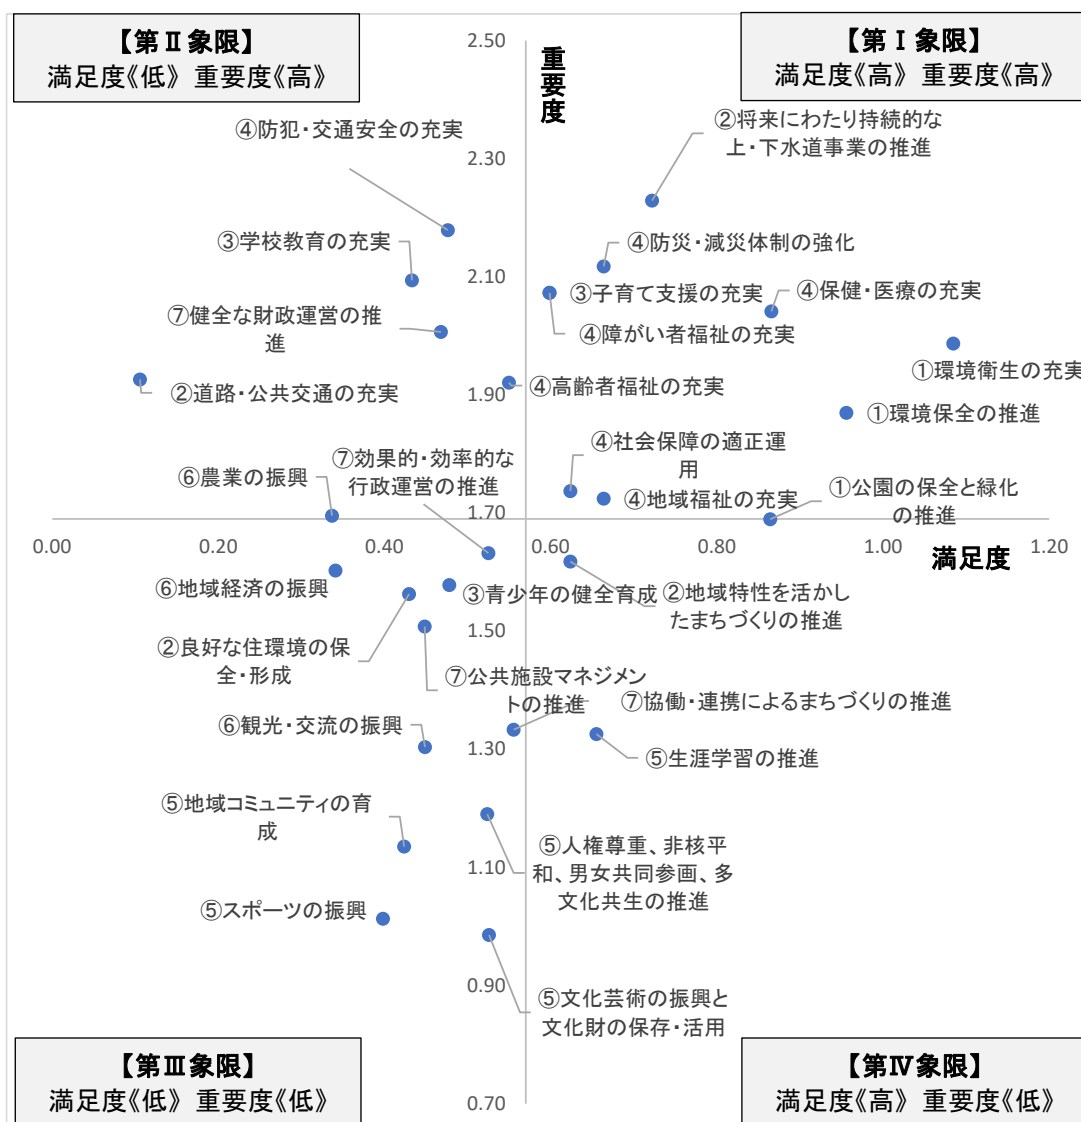 【第Ⅱ象限】
満足度《低》 重要度《高》
【第Ⅰ象限】
満足度《高》 重要度《高》
2.50
重要度
④防犯・交通安全の充実
②将来にわたり持続的な
上・下水道事業の推進
2.30
③学校教育の充実
④防災・減災体制の強化
2.10
③子育て支援の充実
④保健・医療の充実
⑦健全な財政運営の推
進
④障がい者福祉の充実
①環境衛生の充実
②道路・公共交通の充実
1.90
④高齢者福祉の充実
①環境保全の推進
④社会保障の適正運
用
⑦効果的・効率的な
行政運営の推進
⑥農業の振興
④地域福祉の充実
①公園の保全と緑化
の推進
1.70
0.00
0.20
0.40
0.60
0.80
1.00
1.20
満足度
⑥地域経済の振興
③青少年の健全育成
②地域特性を活かし
たまちづくりの推進
1.50
②良好な住環境の保
全・形成
⑦公共施設マネジメン
トの推進
⑦協働・連携によるまちづくりの推進
⑥観光・交流の振興
1.30
⑤生涯学習の推進
⑤地域コミュニティの育
成
1.10
⑤人権尊重、非核平
和、男女共同参画、多
文化共生の推進
⑤スポーツの振興
0.90
⑤文化芸術の振興と
文化財の保存・活用
【第Ⅲ象限】
満足度《低》 重要度《低》
【第Ⅳ象限】
満足度《高》 重要度《低》
0.70